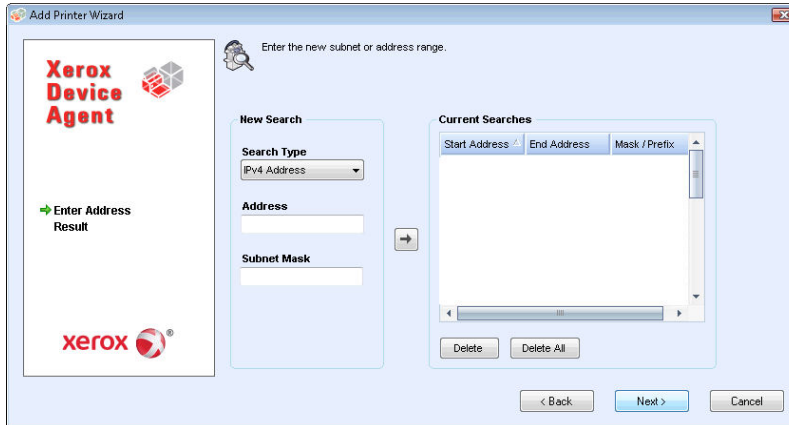 Add Printer Wizard
Xerox
Device
Agent
Enter Address
Result
xerox ®
Enter the new subnet or address range.
New Search
Search Type
IPv4 Address
Address
Subnet Mask
Current Searches
Start Address End Address Mask / Prefix
Delete Delete All
< Back Next > Cancel